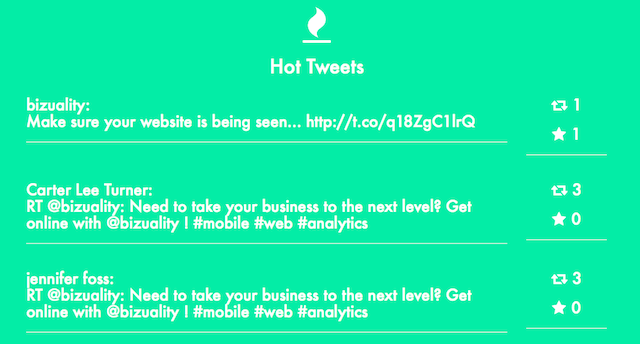 Hot Tweets
bizuality:
Make sure your website is being seen... http://t.co/q18ZgC1lrQ
1
1
Carter Lee Turner:
RT @bizuality: Need to take your business to the next level? Get
online with @bizuality ! #mobile #web #analytics
3
0
jennifer foss:
RT @bizuality: Need to take your business to the next level? Get
online with @bizuality ! #mobile #web #analytics
3
0